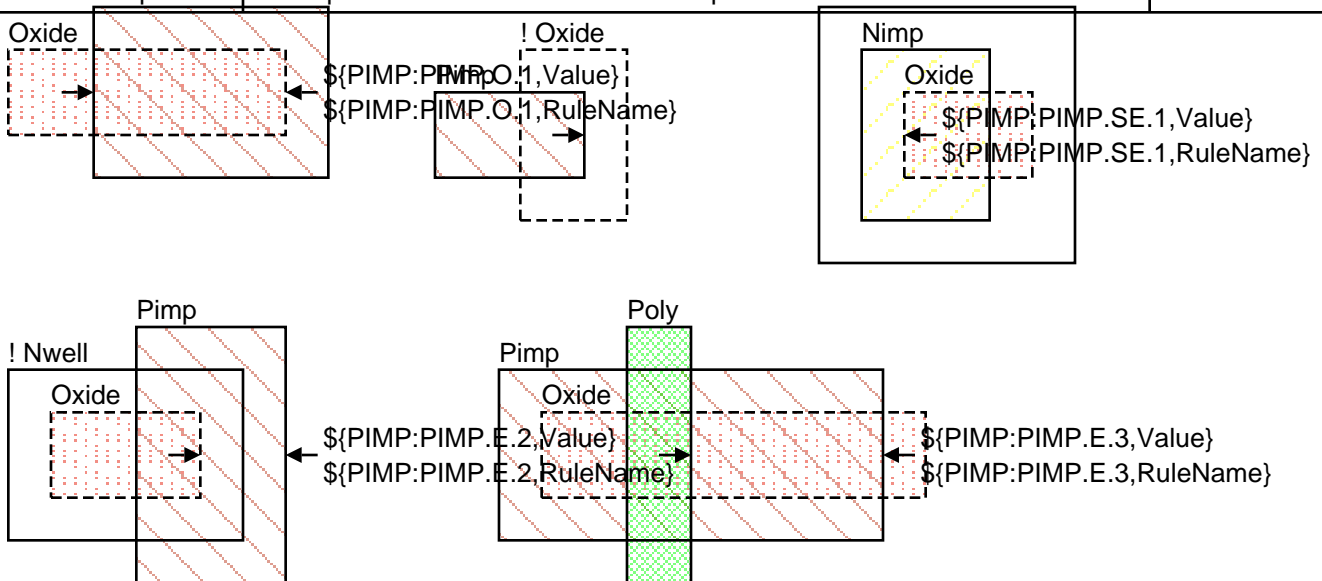 Oxide
! Oxide
Nimp
${PIMP:PIMP.O.1,Value}
Pimp
Oxide
${PIMP:PIMP.O.1,RuleName}
${PIMP:PIMP.SE.1,Value}
${PIMP:PIMP.SE.1,RuleName}
Pimp
Poly
! Nwell
Pimp
Oxide
Oxide
${PIMP:PIMP.E.2,Value}
${PIMP:PIMP.E.3,Value}
${PIMP:PIMP.E.2,RuleName}
${PIMP:PIMP.E.3,RuleName}